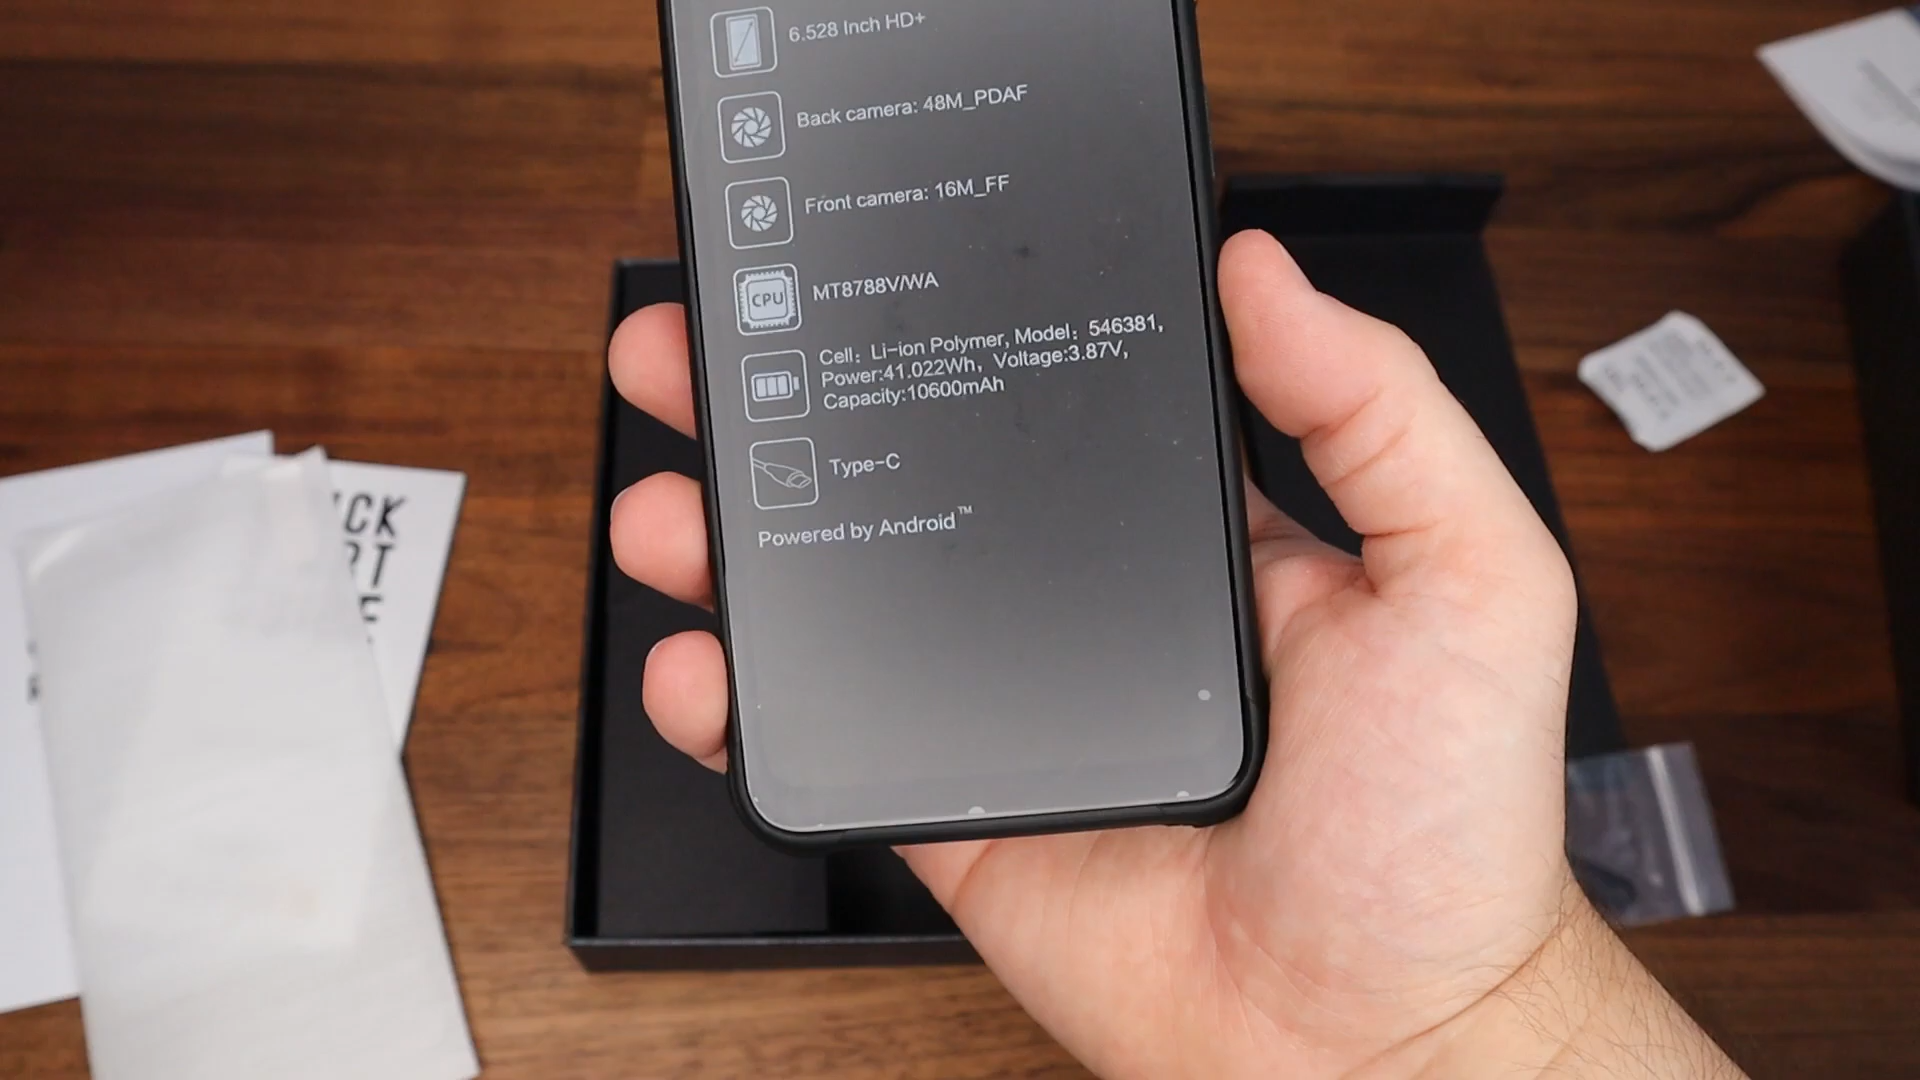 6.528 Inch HD+
Back camera: 48M_PDAF
Front camera: 16M_FF
CPU
MT8788V/WA
Cell: Li-ion Polymer, Model: 546381,
Power:41.022Wh, Voltage:3.87V,
Capacity:10600mAh
Type-C
Powered by Android™